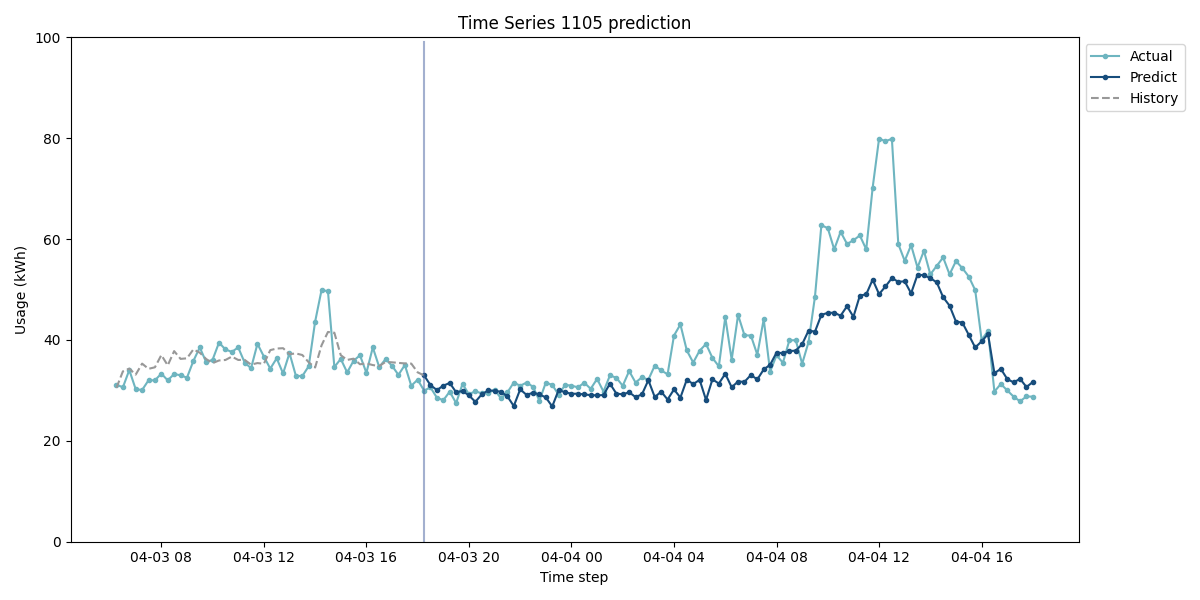 Time Series 1105 prediction
Usage (kWh)
100
80
60
40
20
0
04-03 08 04-03 12 04-03 16 04-03 20 04-04 00 04-04 04 04-04 08 04-04 12 04-04 16
Time step
Actual
Predict
History